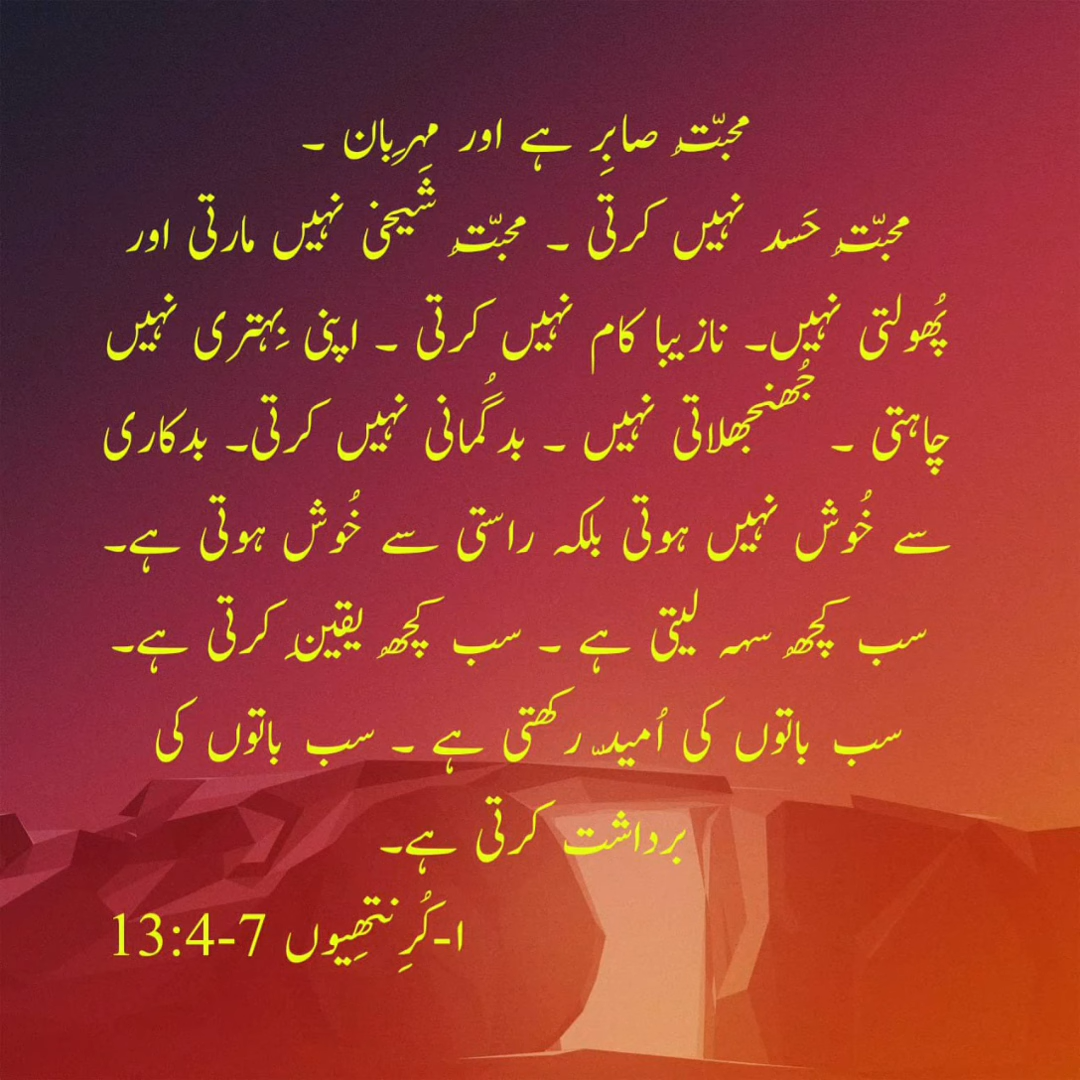 محبّت صابِر ہے اور مِہربان ۔
محبّت حَسد نہیں کرتی ۔ محبّت شَیخی نہیں مارتی اور
پُھولتی نہیں۔ نازیبا کام نہیں کرتی ۔ اپنی بِہتری نہیں
چاہتی ۔ جُھنجھلاتی نہیں ۔ بدگُمانی نہیں کرتی۔ بدکاری
سے خُوش نہیں ہوتی بلکہ راستی سے خُوش ہوتی ہے۔
سب کچھ سہہ لیتی ہے ۔ سب کچھ یقین کرتی ہے۔
سب باتوں کی اُمید رکھتی ہے ۔ سب باتوں کی
برداشت کرتی ہے۔
۱-کُرِنتھِیوں 13:4-7